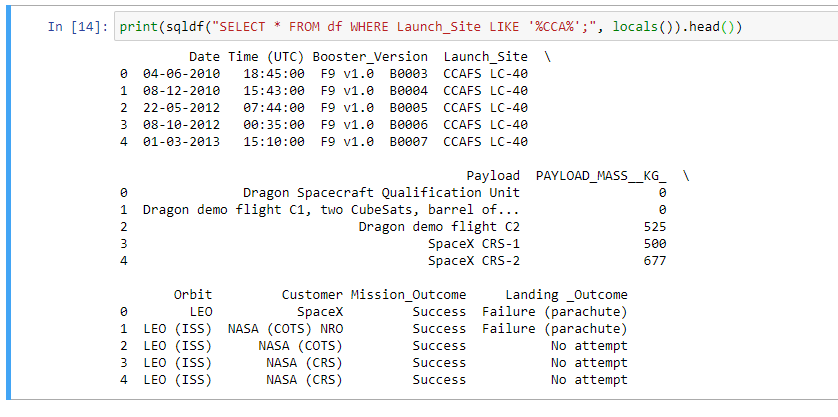 In [14]: print(sqldf("SELECT * FROM df WHERE Launch_Site LIKE '%CCA%';", locals()).head())
Date Time (UTC) Booster_Version Launch_Site \
0 04-06-2010 18:45:00 F9 v1.0 B0003 CCAFS LC-40
1 08-12-2010 15:43:00 F9 v1.0 B0004 CCAFS LC-40
2 22-05-2012 07:44:00 F9 v1.0 B0005 CCAFS LC-40
3 08-10-2012 00:35:00 F9 v1.0 B0006 CCAFS LC-40
4 01-03-2013 15:10:00 F9 v1.0 B0007 CCAFS LC-40
Payload PAYLOAD_MASS__KG_ \
0 Dragon Spacecraft Qualification Unit 0
1 Dragon demo flight C1, two CubeSats, barrel of... 0
2 Dragon demo flight C2 525
3 SpaceX CRS-1 500
4 SpaceX CRS-2 677
Orbit Customer Mission_Outcome Landing _Outcome
0 LEO SpaceX Success Failure (parachute)
1 LEO (ISS) NASA (COTS) NRO Success Failure (parachute)
2 LEO (ISS) NASA (COTS) Success No attempt
3 LEO (ISS) NASA (CRS) Success No attempt
4 LEO (ISS) NASA (CRS) Success No attempt